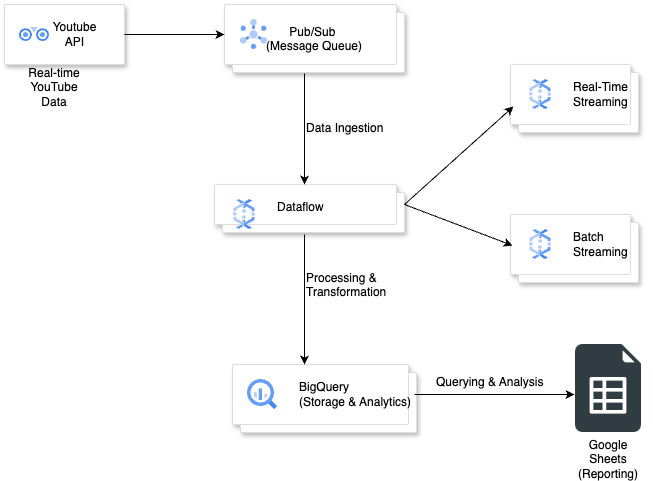 Youtube
API
Real-time
YouTube
Data
Pub/Sub
(Message Queue)
Data Ingestion
Real-Time
Streaming
Dataflow
Batch
Streaming
Processing &
Transformation
BigQuery
(Storage & Analytics)
Querying & Analysis
Google
Sheets
(Reporting)